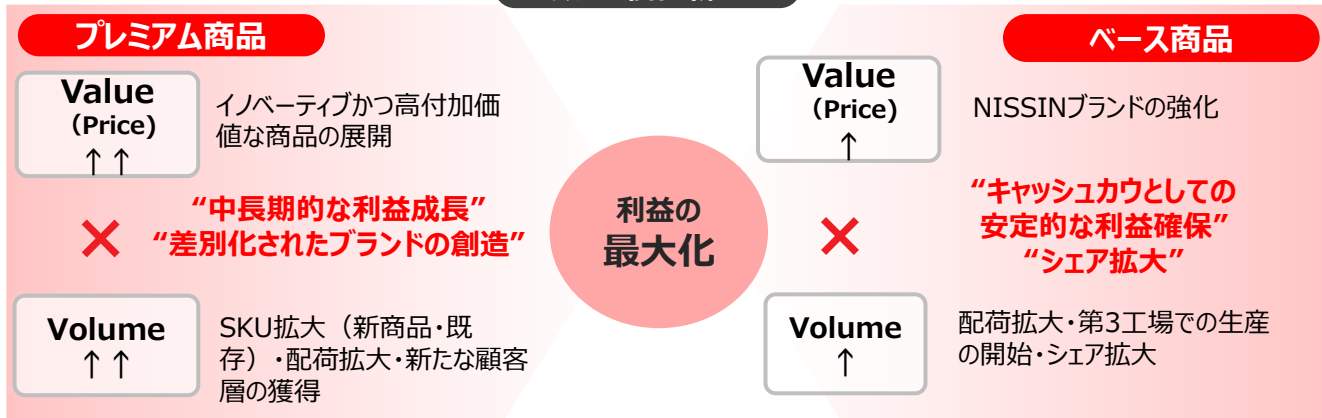 プレミアム商品
Value
(Price)
↑ ↑
イノベーティブかつ高付加価
値な商品の展開
“中長期的な利益成長”
“差別化されたブランドの創造”
×
Volume
↑ ↑
SKU拡大（新商品・既
存）・配荷拡大・新たな顧客
層の獲得
利益の
最大化
ベース商品
Value
(Price)
↑
NISSINブランドの強化
“キャッシュカウとしての
安定的な利益確保”
“シェア拡大”
×
Volume
↑
配荷拡大・第3工場での生産
の開始・シェア拡大